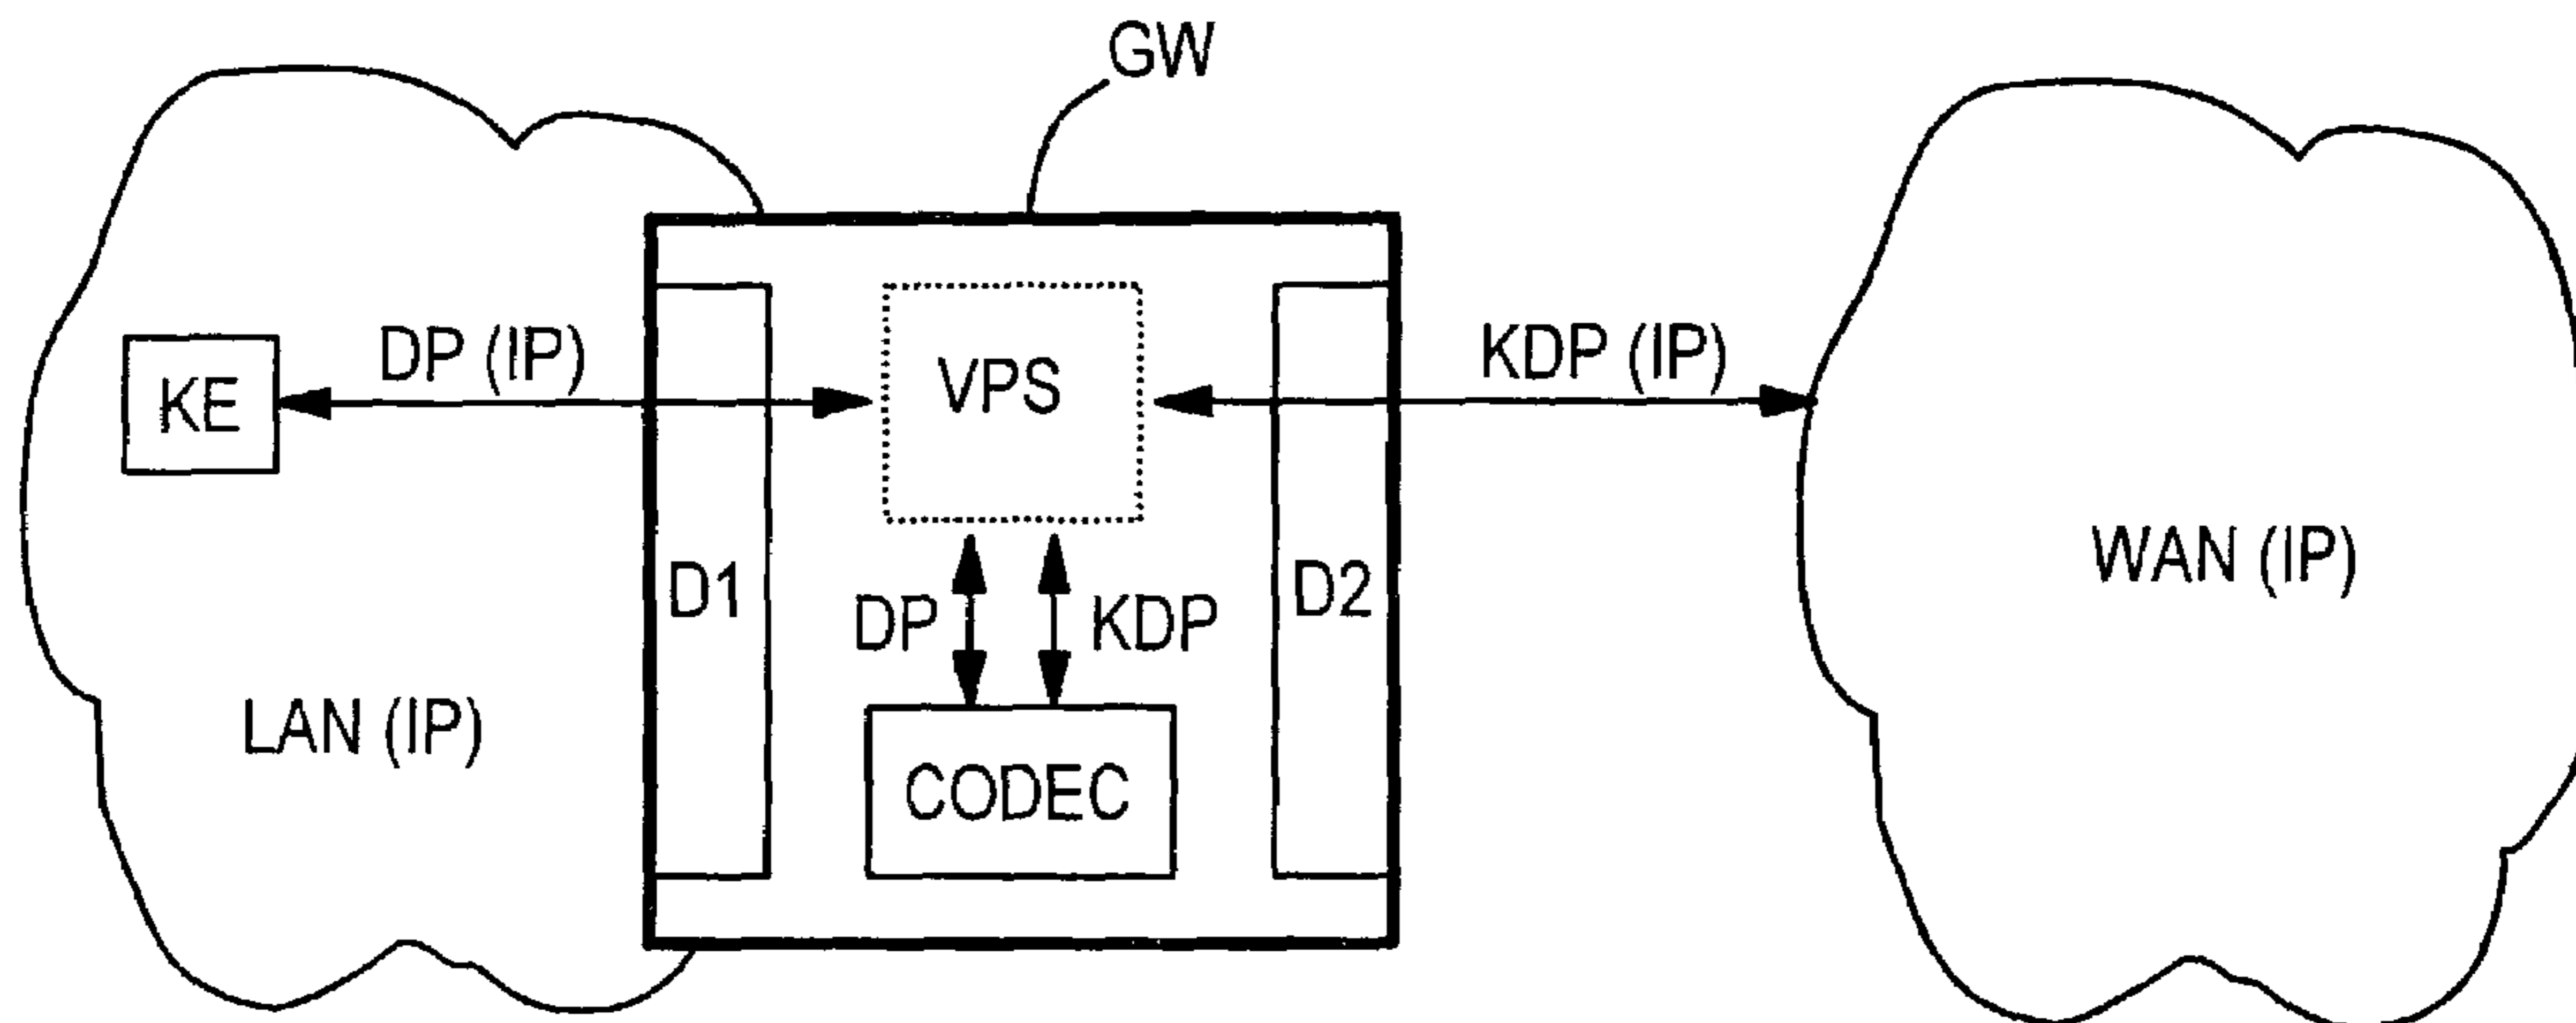 GW
KE
DP (IP)
VPS
KDP (IP)
D1
DP
KDP
D2
WAN (IP)
LAN (IP)
CODEC